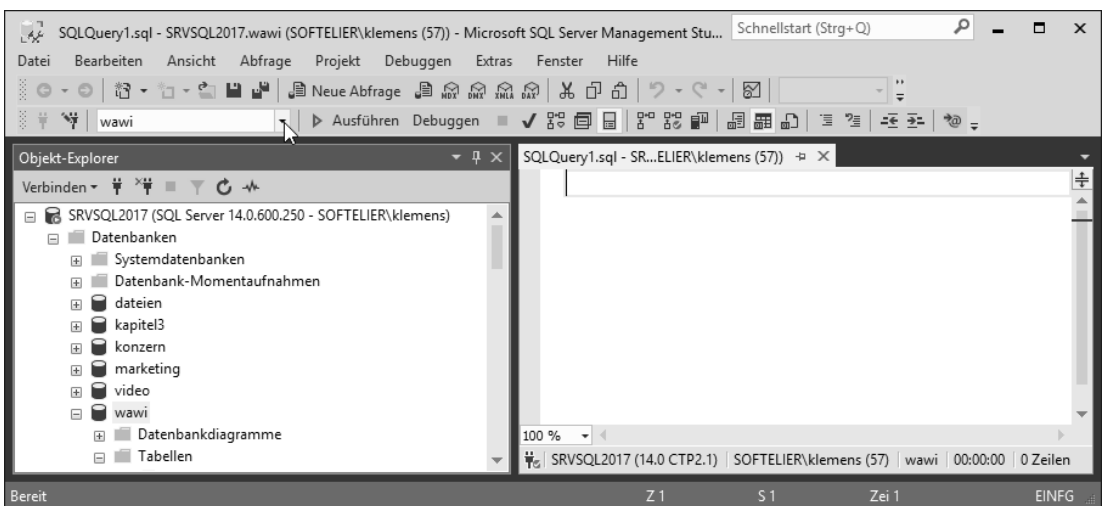 SQLQuery1.sql - SRVSQL2017.wawi (SOFTELIER\klemens (57)) - Microsoft SQL Server Management Stu...
Schnellstart (Strg+Q)
Datei Bearbeiten Ansicht Abfrage Projekt Debuggen Extras Fenster Hilfe
Neue Abfrage MDX DMX XMLA DAX
wawi Ausführen Debuggen
Objekt-Explorer
SQLQuery1.sql - SR...ELIER\klemens (57))
Verbinden
SRVSQL2017 (SQL Server 14.0.600.250 - SOFTELIER\klemens)
Datenbanken
Systemdatenbanken
Datenbank-Momentaufnahmen
dateien
kapitel3
konzern
marketing
video
wawi
Datenbankdiagramme
Tabellen
100 %
SRVSQL2017 (14.0 CTP2.1) SOFTELIER\klemens (57) wawi 00:00:00 0 Zeilen
Bereit Z 1 S 1 Zei 1 EINFG